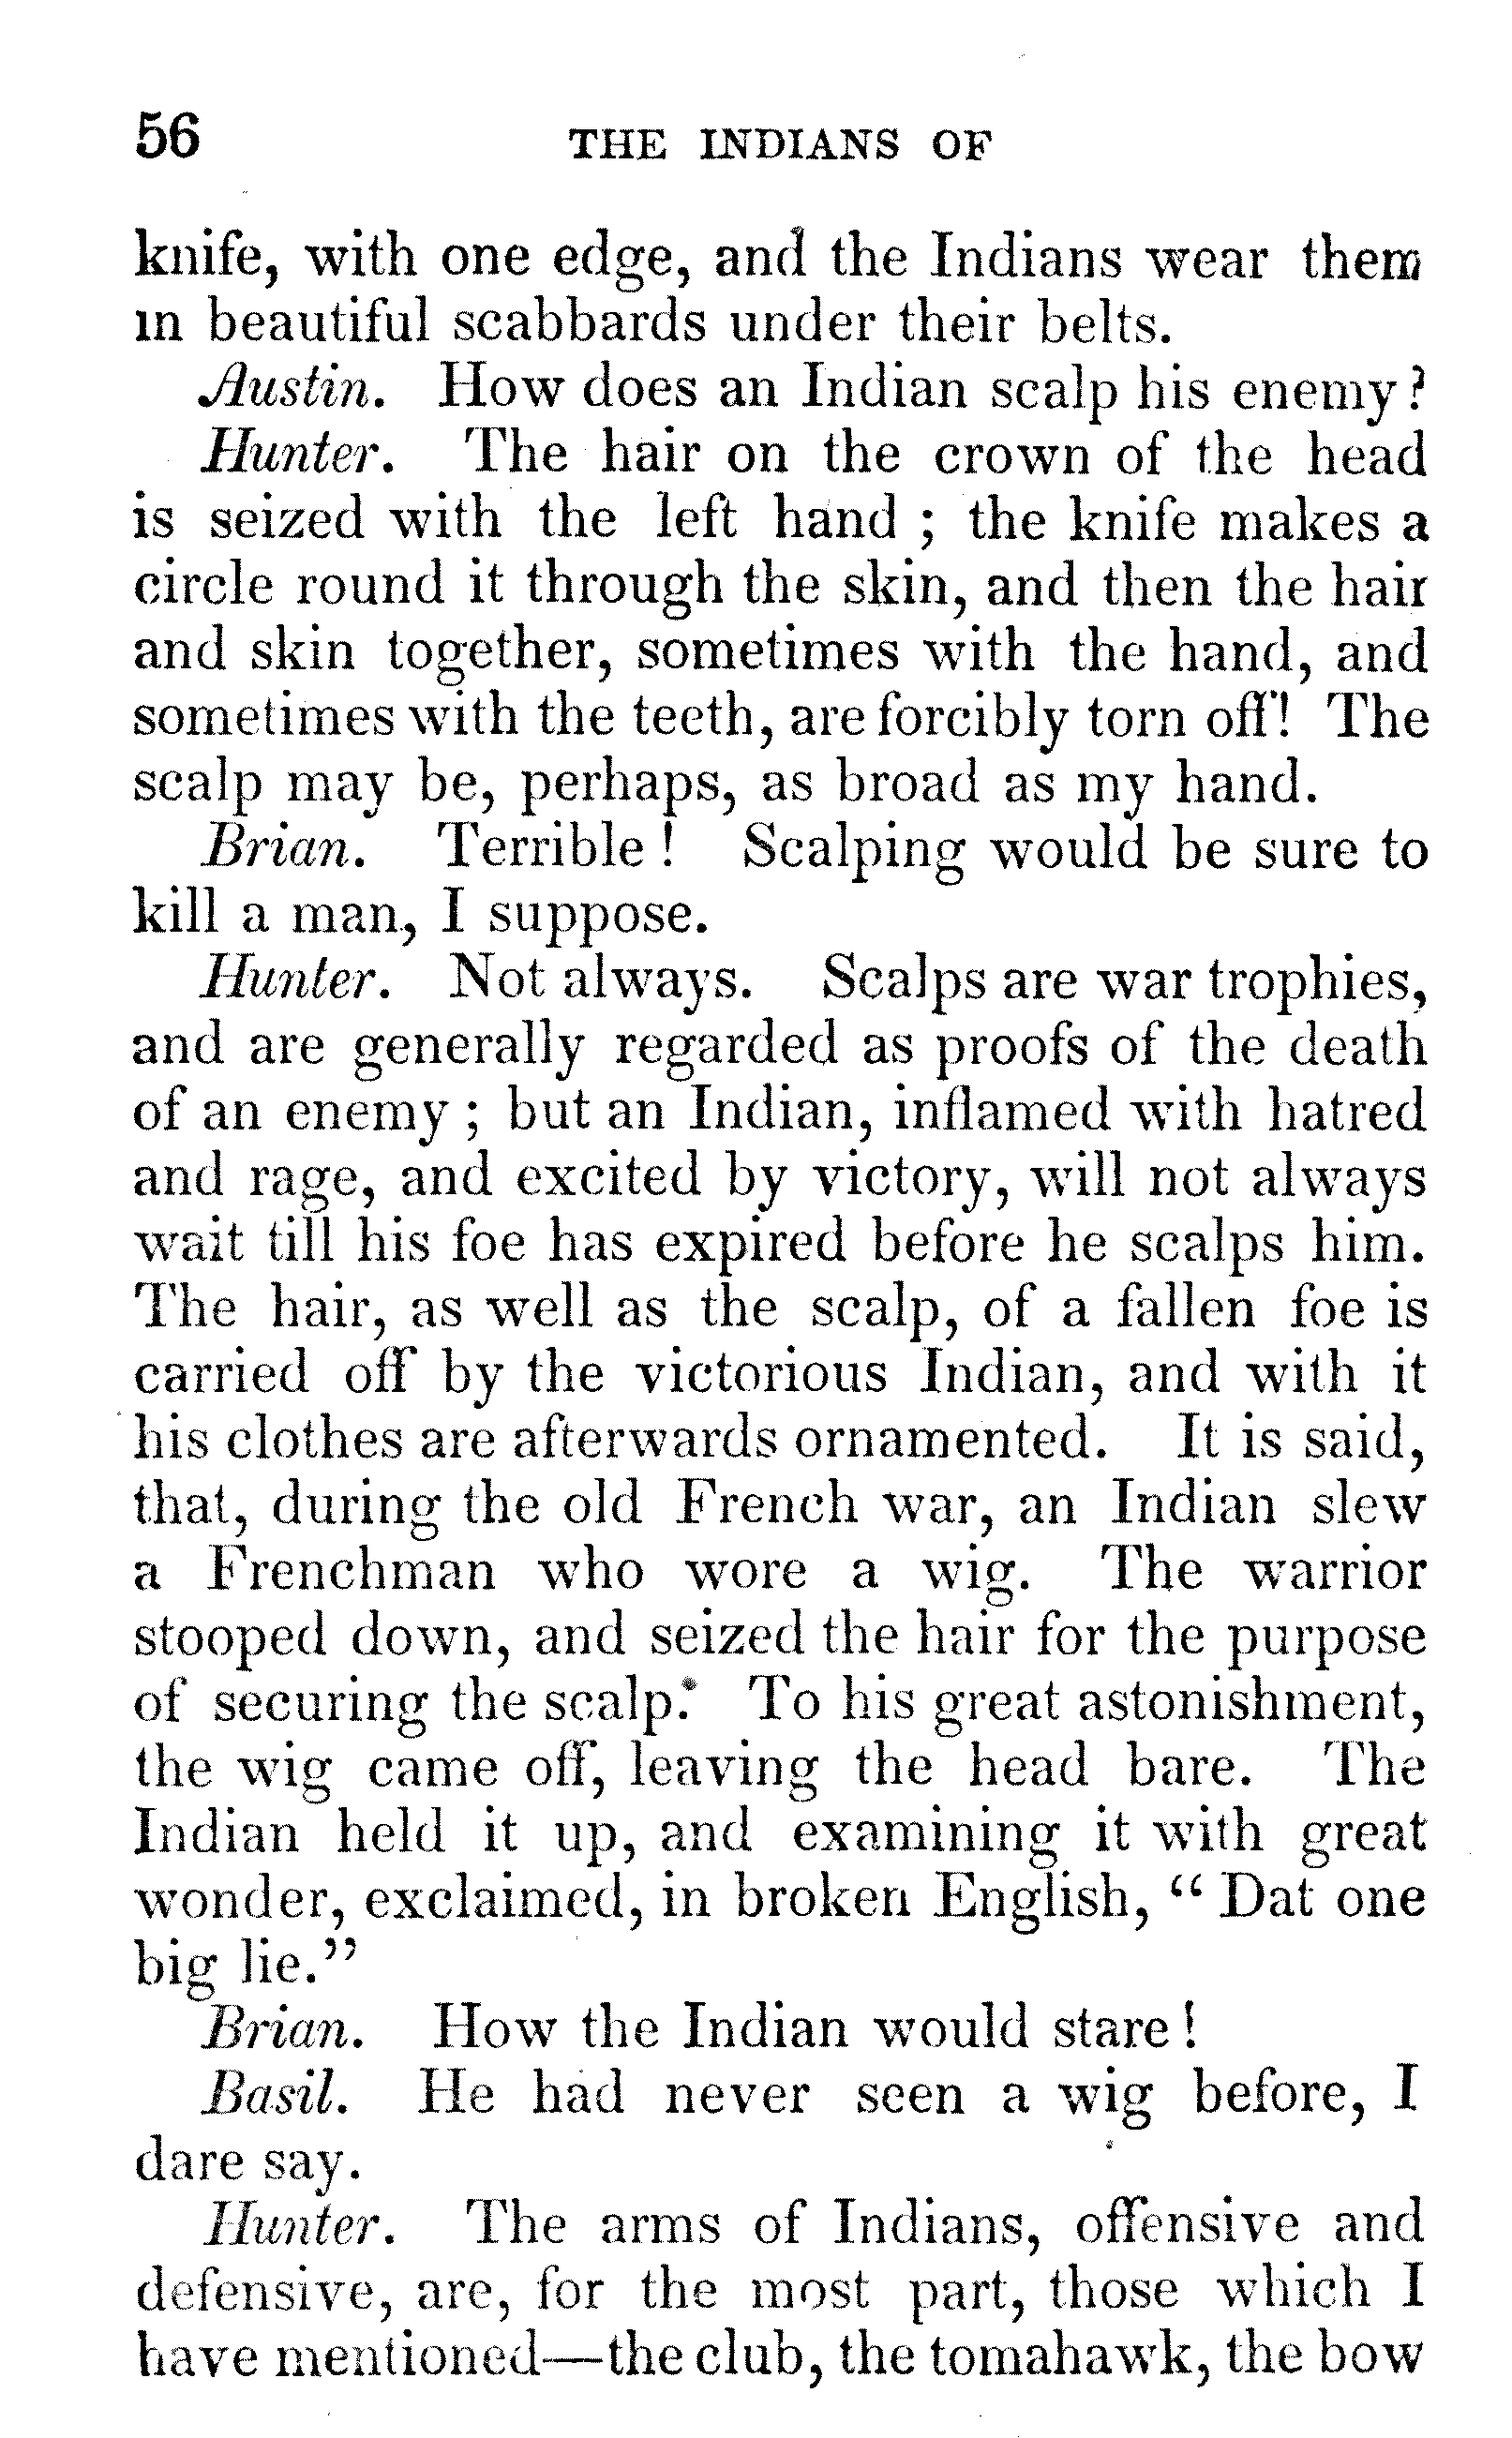 56 THE INDIANS OF
knife, with one edge, and the Indians wear them
in beautiful scabbards under their belts.
Austin. How does an Indian scalp his enemy?
Hunter. The hair on the crown of the head
is seized with the left hand ; the knife makes a
circle round it through the skin, and then the hair
and skin together, sometimes with the hand, and
sometimes with the teeth, are forcibly torn off! The
scalp may be, perhaps, as broad as my hand.
Brian. Terrible ! Scalping would be sure to
kill a man, I suppose.
Hunter. Not always. Scalps are war trophies,
and are generally regarded as proofs of the death
of an enemy ; but an Indian, inflamed with hatred
and rage, and excited by victory, will not always
wait till his foe has expired before he scalps him.
The hair, as well as the scalp, of a fallen foe is
carried off by the victorious Indian, and with it
his clothes are afterwards ornamented. It is said,
that, during the old French war, an Indian slew
a Frenchman who wore a wig. The warrior
stooped down, and seized the hair for the purpose
of securing the scalp. To his great astonishment,
the wig came off, leaving the head bare. The
Indian held it up, and examining it with great
wonder, exclaimed, in broken English, “ Dat one
big lie.”
Brian. How the Indian would stare !
Basil. He had never seen a wig before, I
dare say.
Hunter. The arms of Indians, offensive and
defensive, are, for the most part, those which I
have mentioned—the club, the tomahawk, the bow